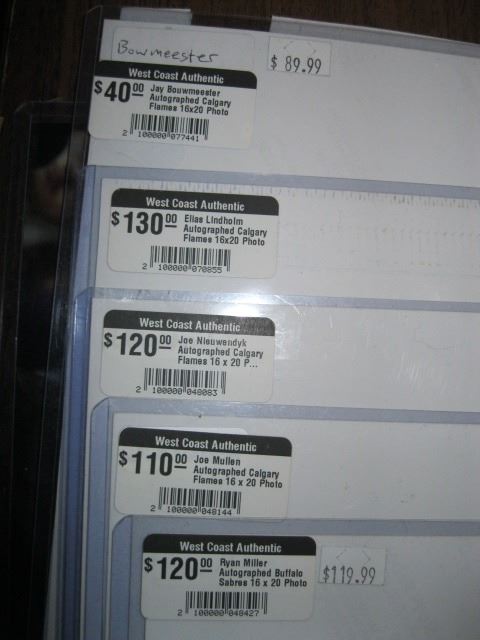 Bowmeester
$ 89.99
West Coast Authentic
$40 00 Jay Bouwmeester
Autographed Calgary
Flames 16x20 Photo
2 100000 077441
West Coast Authentic
$130 00 Elias Lindholm
Autographed Calgary
Flames 16x20 Photo
2 100000 070855
West Coast Authentic
$120 00 Joe Nieuwendyk
Autographed Calgary
Flames 16 x 20 P...
2 100000 048083
West Coast Authentic
$110 00 Joe Mullen
Autographed Calgary
Flames 16 x 20 Photo
2 100000 048144
West Coast Authentic
$120 00 Ryan Miller
Autographed Buffalo
Sabres 16 x 20 Photo
2 100000 048427
$119.99